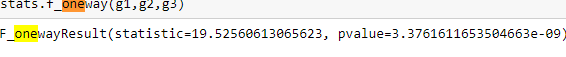 stats.f_oneway(g1,g2,g3)
F_onewayResult(statistic=19.52560613065623, pvalue=3.3761611653504663e-09)